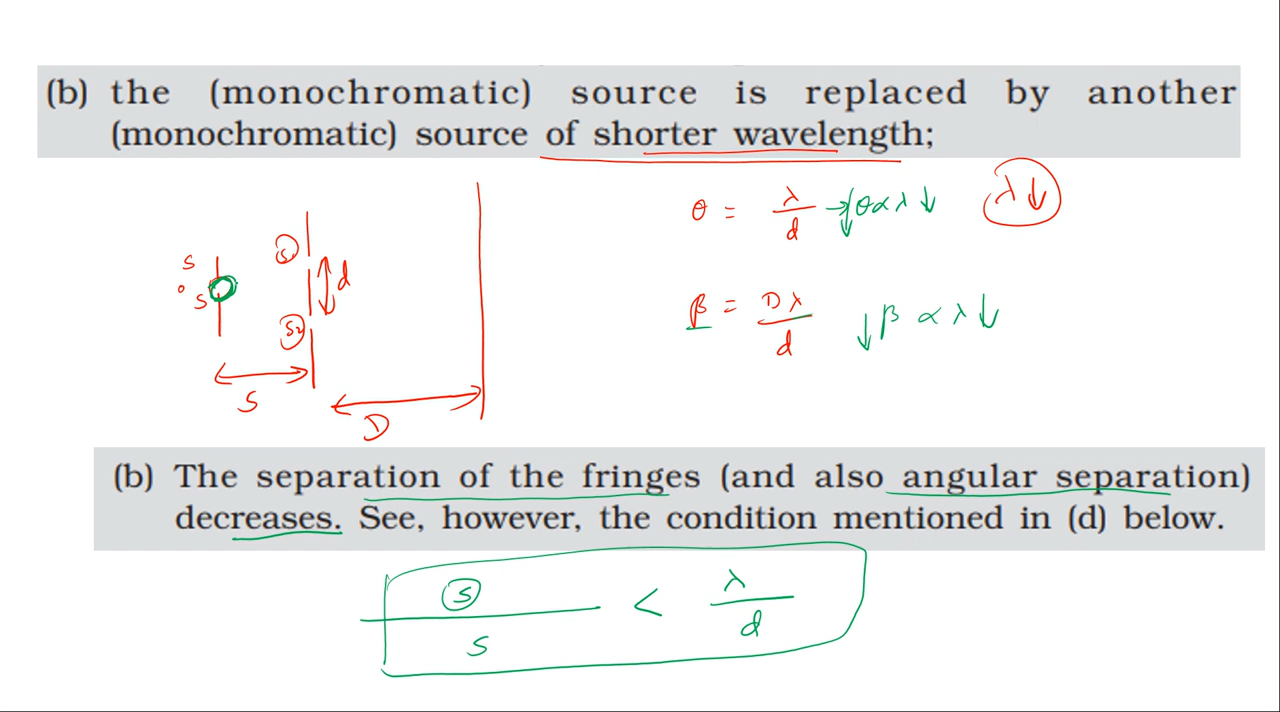 (b) the (monochromatic) source is replaced by another
(monochromatic) source of shorter wavelength;
θ = λ/d → ↓θ ∝ λ ↓
λ ↓
S
S
S₁
d
S₂
β = Dλ/d
↓ β ∝ λ ↓
S
D
(b) The separation of the fringes (and also angular separation)
decreases. See, however, the condition mentioned in (d) below.
s/S < λ/d